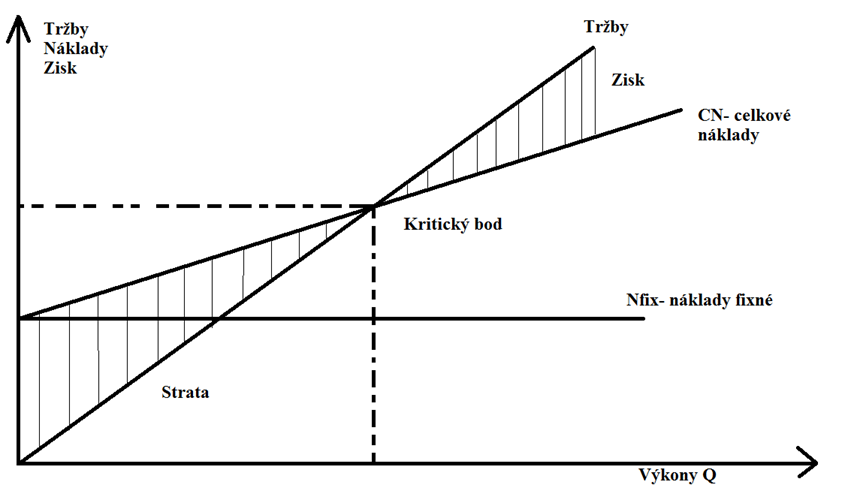 Tržby
Náklady
Zisk
Tržby
Zisk
CN- celkové
náklady
Kritický bod
Nfix- náklady fixné
Strata
Výkony Q